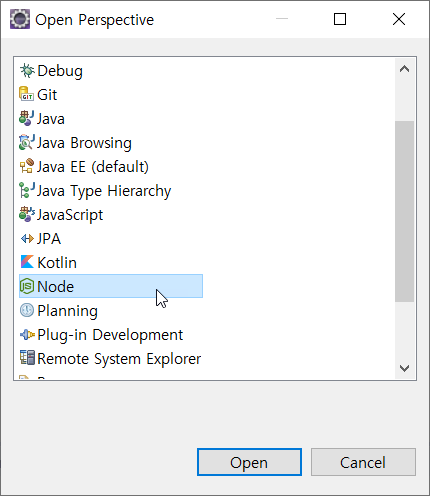 Open Perspective
Debug
Git
Java
Java Browsing
Java EE (default)
Java Type Hierarchy
JavaScript
JPA
Kotlin
Node
Planning
Plug-in Development
Remote System Explorer
Open
Cancel